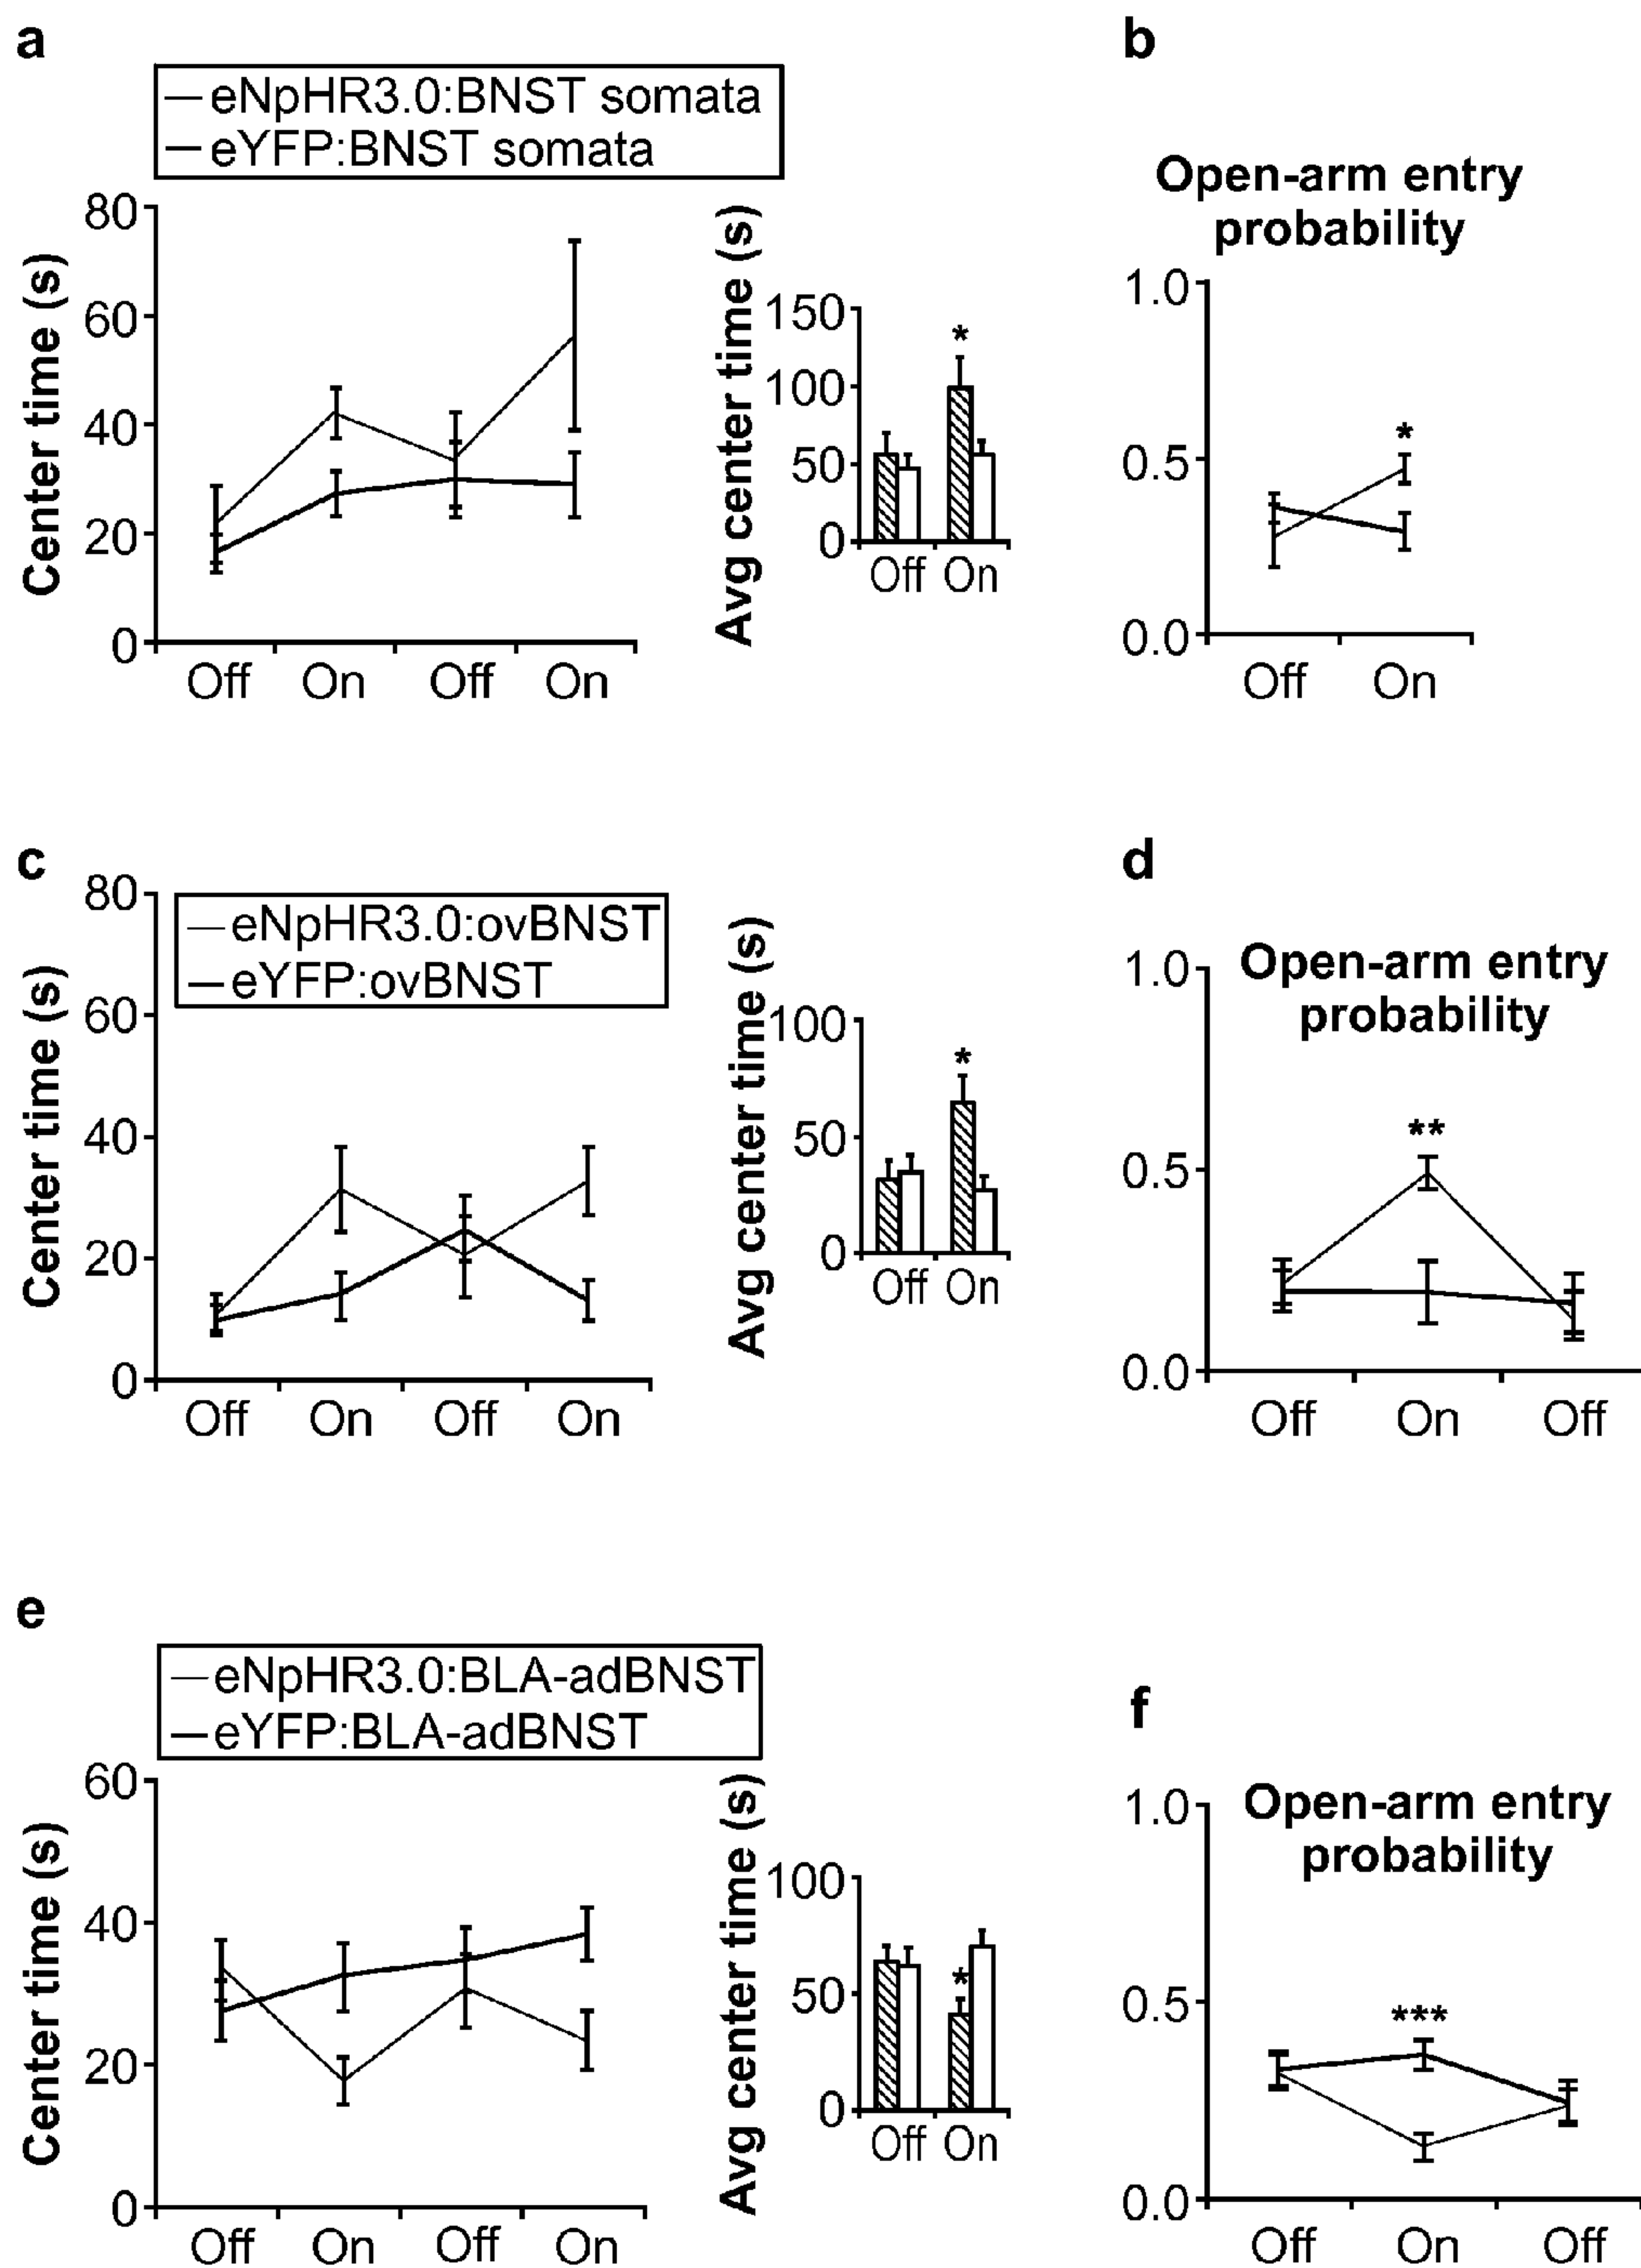 a
eNpHR3.0:BNST somata
eYFP:BNST somata
Center time (s)
80
60
40
20
0
Off On Off On
Avg center time (s)
150
100
50
0
*
Off On
b
Open-arm entry
probability
1.0
0.5
0.0
*
Off On
c
eNpHR3.0:ovBNST
eYFP:ovBNST
Center time (s)
80
60
40
20
0
Off On Off On
Avg center time (s)
100
50
0
*
Off On
d
Open-arm entry
probability
1.0
0.5
0.0
**
Off On Off
e
eNpHR3.0:BLA-adBNST
eYFP:BLA-adBNST
Center time (s)
60
40
20
0
Off On Off On
Avg center time (s)
100
50
0
*
Off On
f
Open-arm entry
probability
1.0
0.5
0.0
***
Off On Off